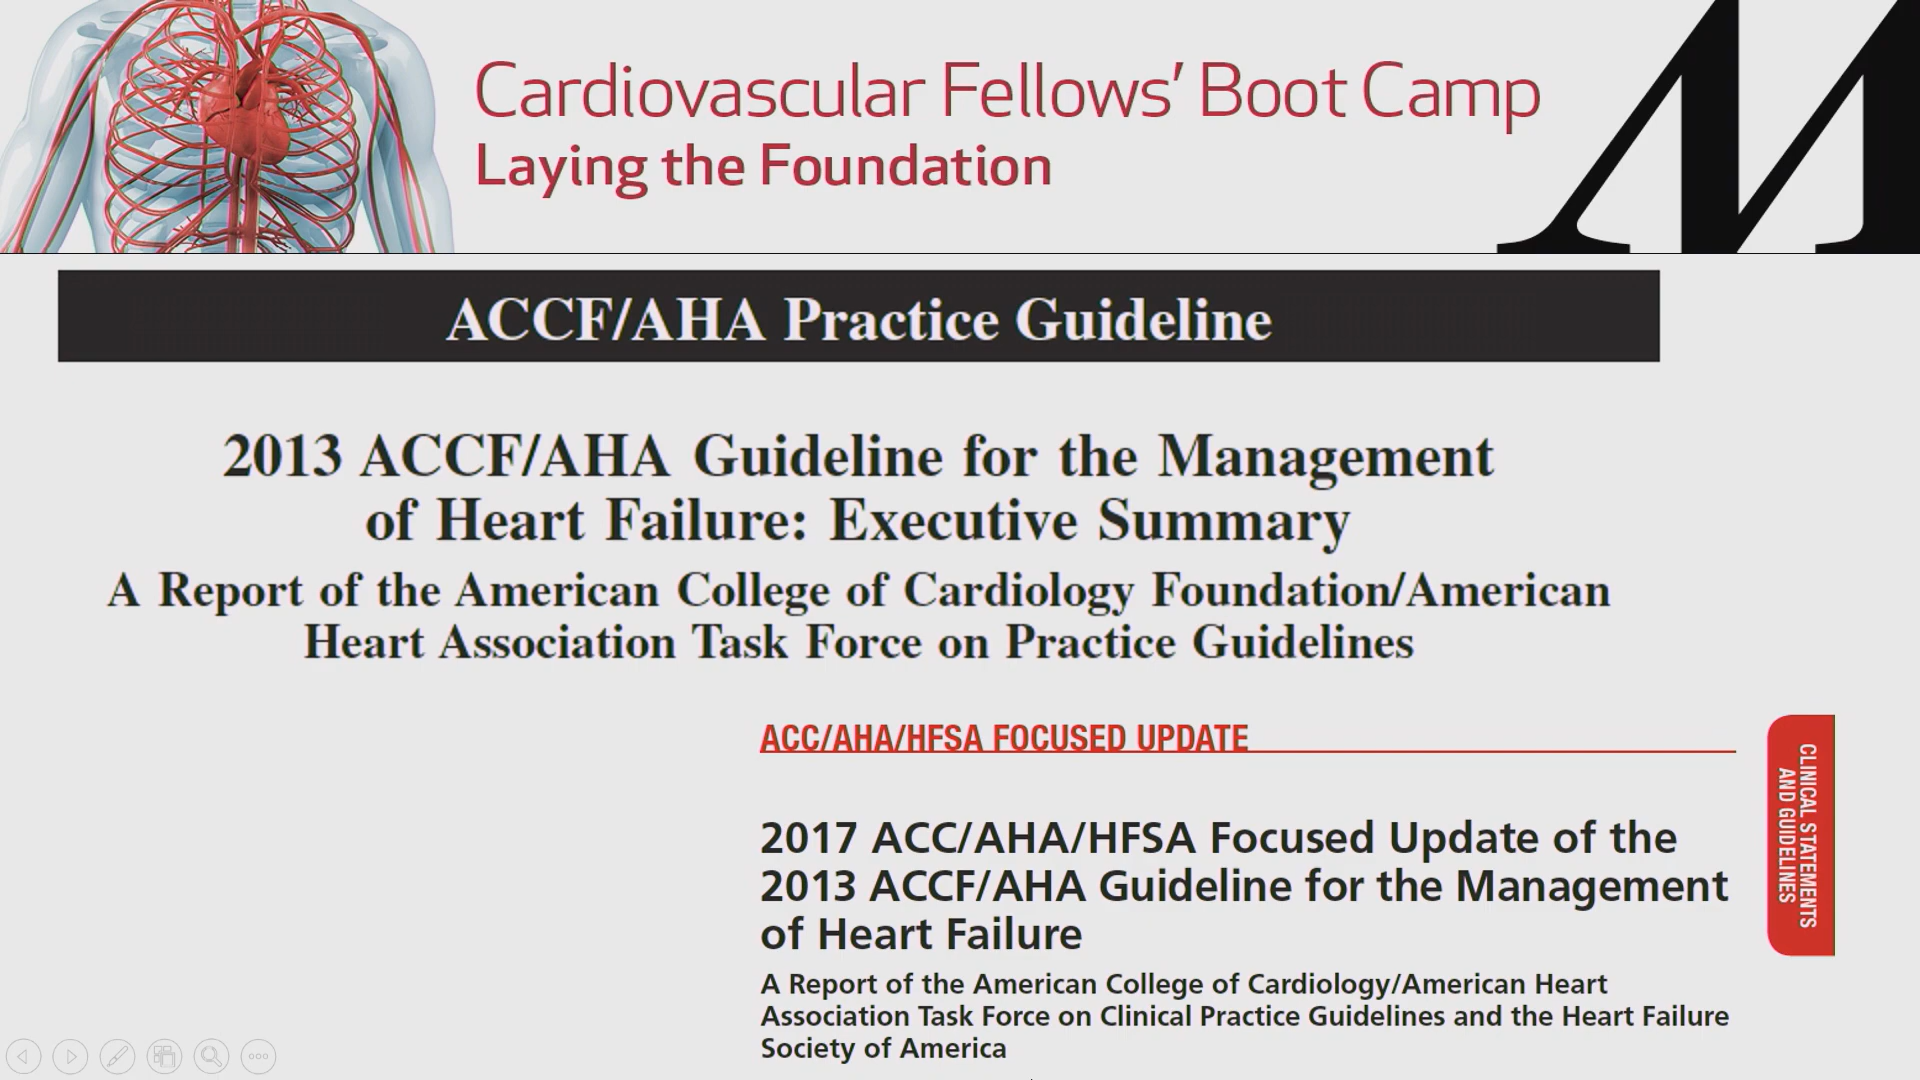 Cardiovascular Fellows' Boot Camp
Laying the Foundation
M
ACCF/AHA Practice Guideline
2013 ACCF/AHA Guideline for the Management
of Heart Failure: Executive Summary
A Report of the American College of Cardiology Foundation/American
Heart Association Task Force on Practice Guidelines
ACC/AHA/HFSA FOCUSED UPDATE
2017 ACC/AHA/HFSA Focused Update of the
2013 ACCF/AHA Guideline for the Management
of Heart Failure
A Report of the American College of Cardiology/American Heart
Association Task Force on Clinical Practice Guidelines and the Heart Failure
Society of America
CLINICAL STATEMENTS
AND GUIDELINES